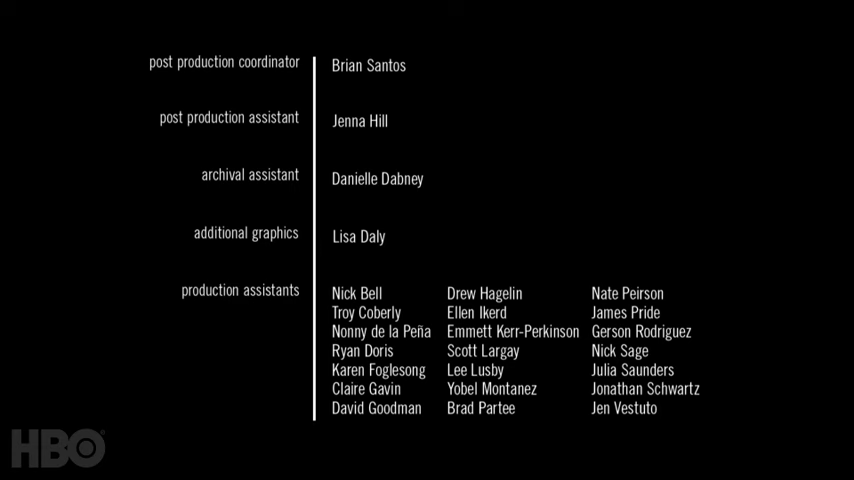 post production coordinator Brian Santos
post production assistant Jenna Hill
archival assistant Danielle Dabney
additional graphics Lisa Daly
production assistants Nick Bell Drew Hagelin Nate Peirson
Troy Coberly Ellen Ikerd James Pride
Nonny de la Peña Emmett Kerr-Perkinson Gerson Rodriguez
Ryan Doris Scott Largay Nick Sage
Karen Foglesong Lee Lusby Julia Saunders
Claire Gavin Yobel Montanez Jonathan Schwartz
David Goodman Brad Partee Jen Vestuto
HBO